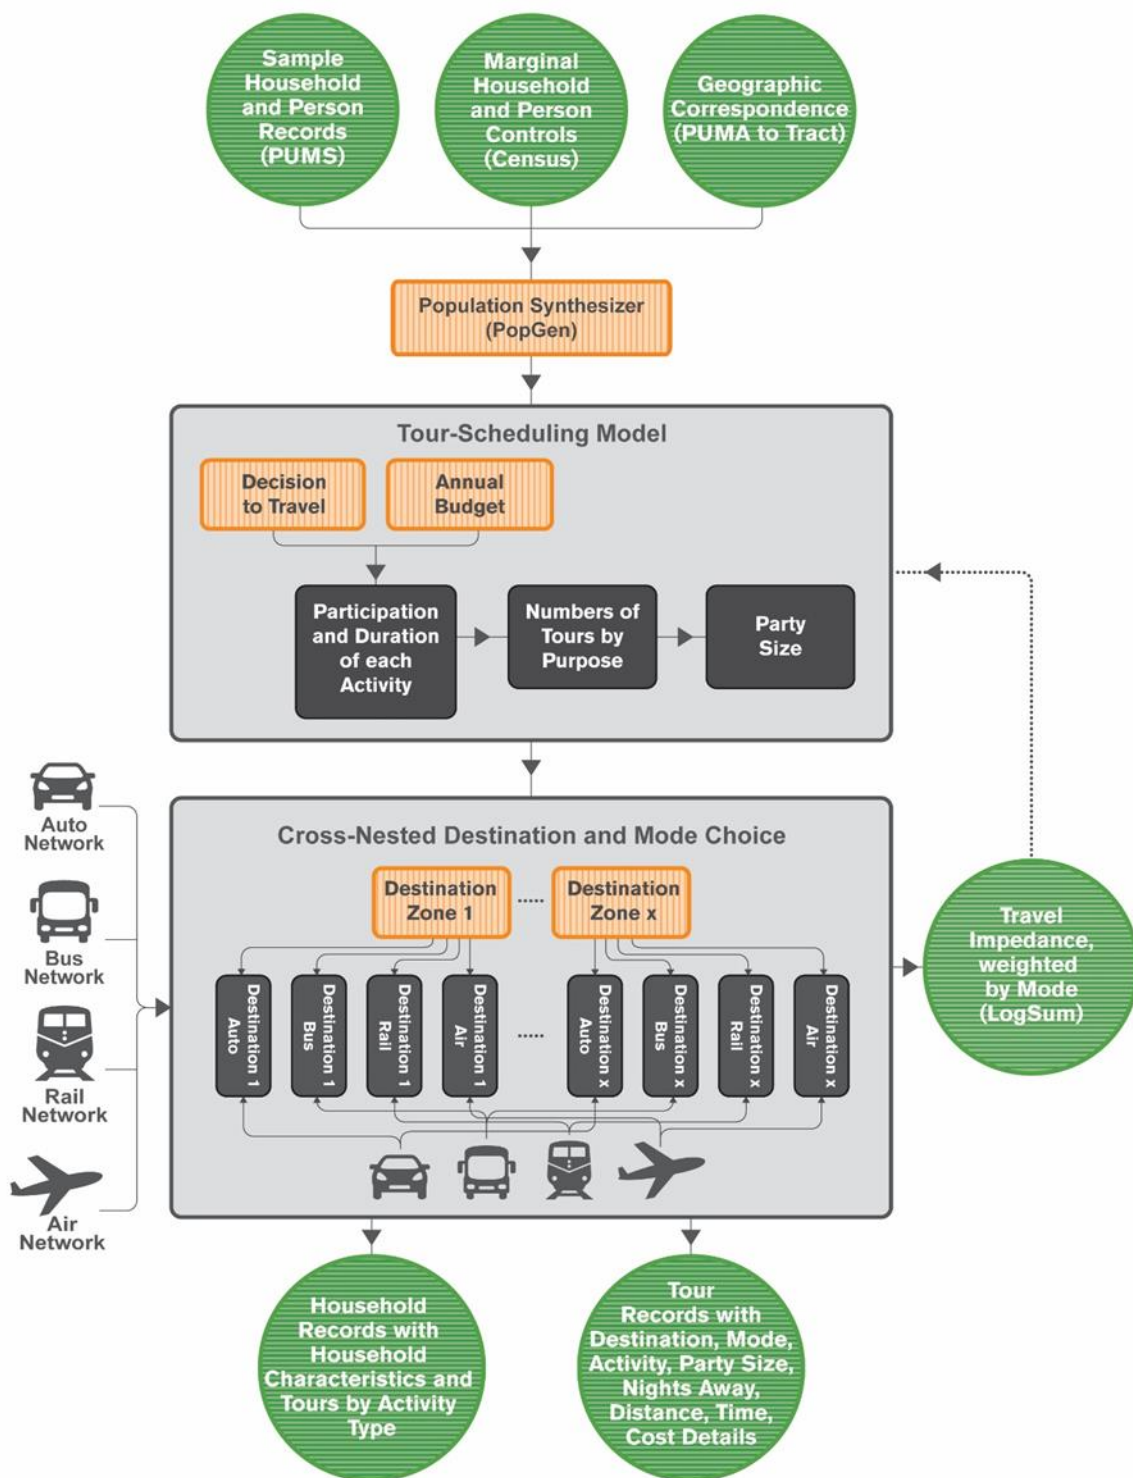 Sample
Household
and Person
Records
(PUMS)
Marginal
Household
and Person
Controls
(Census)
Geographic
Correspondence
(PUMA to Tract)
Population Synthesizer
(PopGen)
Tour-Scheduling Model
Decision
to Travel
Annual
Budget
Participation
and Duration
of each
Activity
Numbers of
Tours by
Purpose
Party
Size
Auto
Network
Bus
Network
Rail
Network
Air
Network
Cross-Nested Destination and Mode Choice
Destination
Zone 1
.....
Destination
Zone x
Destination 1
Auto
Destination 1
Bus
Destination 1
Rail
Destination 1
Air
.....
Destination x
Auto
Destination x
Bus
Destination x
Rail
Destination x
Air
Travel
Impedance,
weighted
by Mode
(LogSum)
Household
Records with
Household
Characteristics and
Tours by Activity
Type
Tour
Records with
Destination, Mode,
Activity, Party Size,
Nights Away,
Distance, Time,
Cost Details